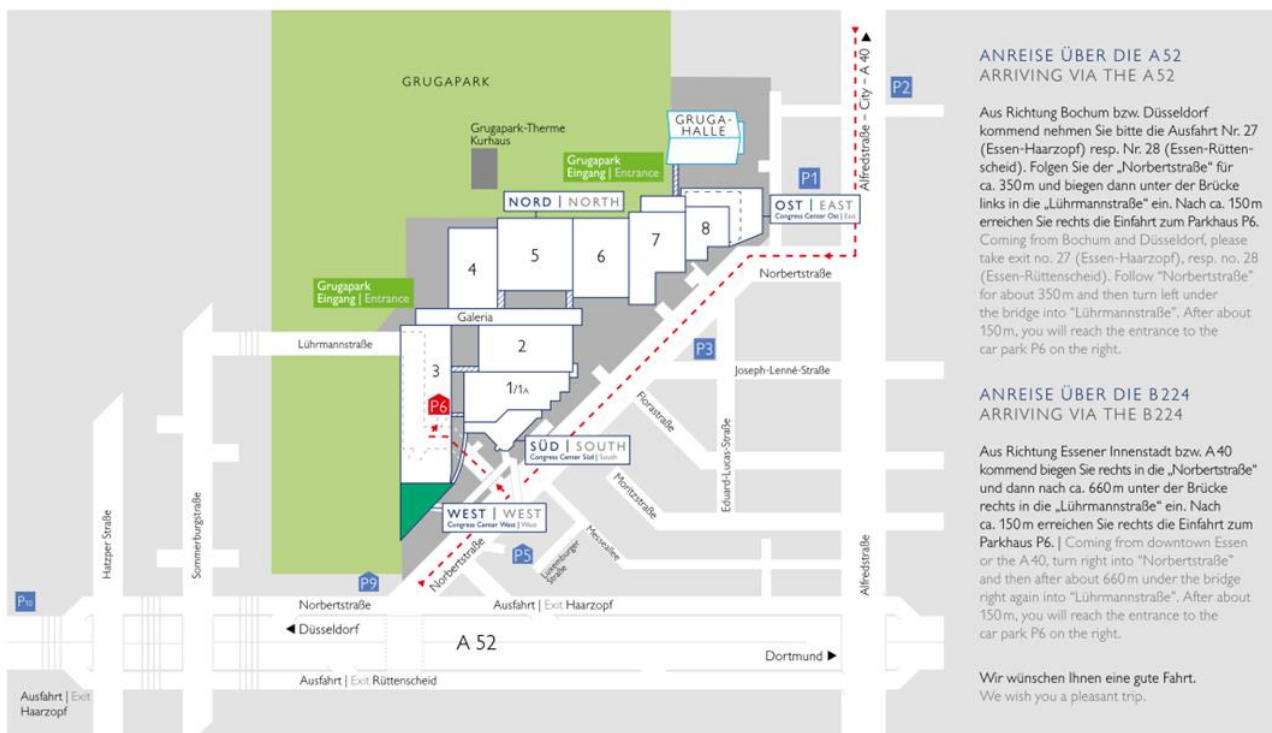 GRUGAPARK
Grugapark-Therme
Kurhaus
GRUGA-
HALLE
Grugapark
Eingang | Entrance
NORD | NORTH
OST | EAST
Congress Center Ost | East
P1
P2
Alfredstraße – City – A 40
4
5
6
7
8
Norbertstraße
Grugapark
Eingang | Entrance
Galeria
Lührmannstraße
2
3
1/1A
P6
P3
Joseph-Lenné-Straße
Florastraße
Eduard-Lucas-Straße
SÜD | SOUTH
Congress Center Süd | South
Moritzstraße
WEST | WEST
Congress Center West | West
Messeallee
Luxemburger
Straße
P5
Norbertstraße
Hatzper Straße
Sommerburgstraße
Alfredstraße
P9
P10
Norbertstraße
Ausfahrt | Exit Haarzopf
Düsseldorf
A 52
Dortmund
Ausfahrt | Exit Rüttenscheid
Ausfahrt | Exit
Haarzopf
ANREISE ÜBER DIE A 52
ARRIVING VIA THE A 52
Aus Richtung Bochum bzw. Düsseldorf
kommend nehmen Sie bitte die Ausfahrt Nr. 27
(Essen-Haarzopf) resp. Nr. 28 (Essen-Rütten-
scheid). Folgen Sie der „Norbertstraße“ für
ca. 350 m und biegen dann unter der Brücke
links in die „Lührmannstraße“ ein. Nach ca. 150 m
erreichen Sie rechts die Einfahrt zum Parkhaus P6.
Coming from Bochum and Düsseldorf, please
take exit no. 27 (Essen-Haarzopf), resp. no. 28
(Essen-Rüttenscheid). Follow “Norbertstraße”
for about 350 m and then turn left under
the bridge into “Lührmannstraße”. After about
150 m, you will reach the entrance to the
car park P6 on the right.
ANREISE ÜBER DIE B 224
ARRIVING VIA THE B 224
Aus Richtung Essener Innenstadt bzw. A 40
kommend biegen Sie rechts in die „Norbertstraße“
und dann nach ca. 660 m unter der Brücke
rechts in die „Lührmannstraße“ ein. Nach
ca. 150 m erreichen Sie rechts die Einfahrt zum
Parkhaus P6. | Coming from downtown Essen
or the A 40, turn right into “Norbertstraße”
and then after about 660 m under the bridge
right again into “Lührmannstraße”. After about
150 m, you will reach the entrance to the
car park P6 on the right.
Wir wünschen Ihnen eine gute Fahrt.
We wish you a pleasant trip.